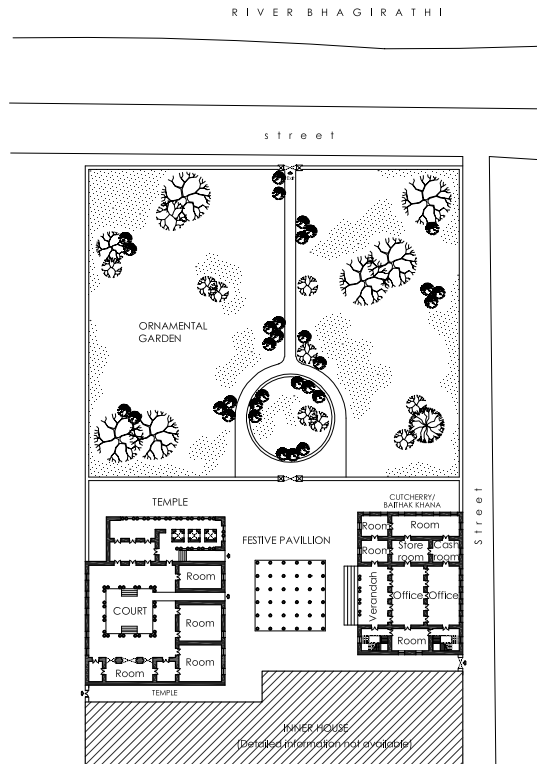 RIVER BHAGIRATHI
street
ORNAMENTAL
GARDEN
Street
TEMPLE
CUTCHERRY/
BAITHAK KHANA
FESTIVE PAVILLION
Room
Room
Room
Store
room
Cash
room
Room
Verandah
Office
Office
COURT
Room
Room
Room
Room
TEMPLE
INNER HOUSE
(Detailed information not available)